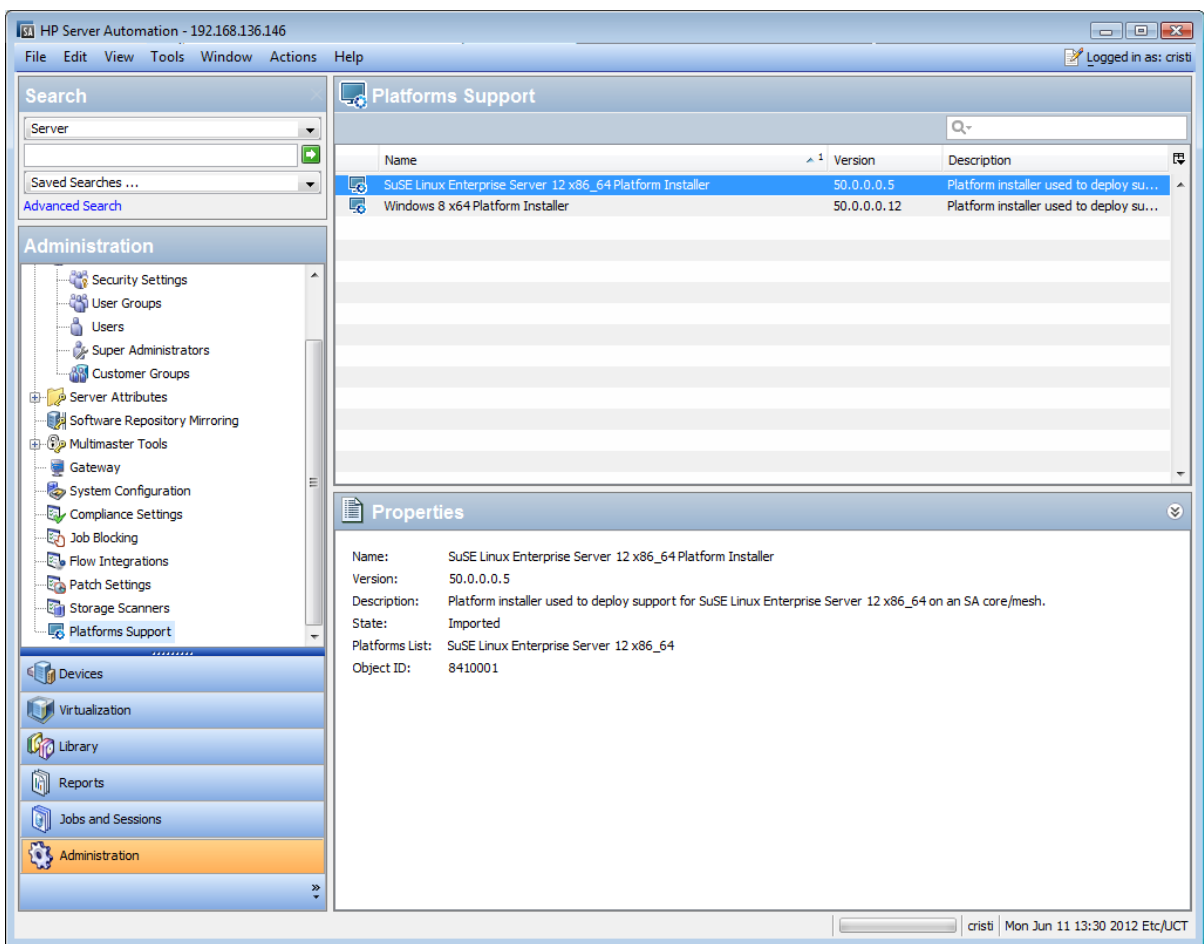 HP Server Automation - 192.168.136.146
File Edit View Tools Window Actions Help
Logged in as: cristi
Search
Server
Saved Searches ...
Advanced Search
Administration
Security Settings
User Groups
Users
Super Administrators
Customer Groups
Server Attributes
Software Repository Mirroring
Multimaster Tools
Gateway
System Configuration
Compliance Settings
Job Blocking
Flow Integrations
Patch Settings
Storage Scanners
Platforms Support
Devices
Virtualization
Library
Reports
Jobs and Sessions
Administration
Platforms Support
Name 1 Version Description
SuSE Linux Enterprise Server 12 x86_64 Platform Installer 50.0.0.0.5 Platform installer used to deploy su...
Windows 8 x64 Platform Installer 50.0.0.0.12 Platform installer used to deploy su...
Properties
Name: SuSE Linux Enterprise Server 12 x86_64 Platform Installer
Version: 50.0.0.0.5
Description: Platform installer used to deploy support for SuSE Linux Enterprise Server 12 x86_64 on an SA core/mesh.
State: Imported
Platforms List: SuSE Linux Enterprise Server 12 x86_64
Object ID: 8410001
cristi Mon Jun 11 13:30 2012 Etc/UCT